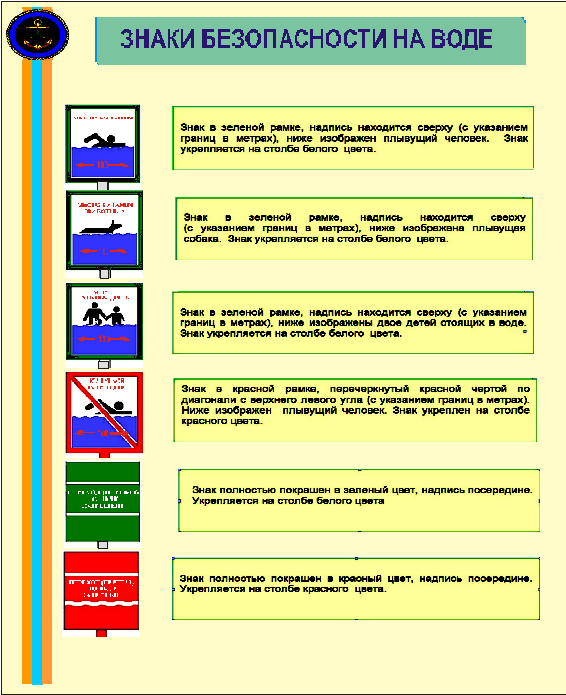 ЗНАКИ БЕЗОПАСНОСТИ НА ВОДЕ
Знак в зеленой рамке, надпись находится сверху (с указанием
границ в метрах), ниже изображен плывущий человек. Знак
укрепляется на столбе белого цвета.
Знак в зеленой рамке, надпись находится сверху
(с указанием границ в метрах), ниже изображена плывущая
собака. Знак укрепляется на столбе белого цвета.
Знак в зеленой рамке, надпись находится сверху (с указанием
границ в метрах), ниже изображены двое детей стоящих в воде.
Знак укрепляется на столбе белого цвета.
Знак в красной рамке, перечеркнутый красной чертой по
диагонали с верхнего левого угла (с указанием границ в метрах).
Ниже изображен плывущий человек. Знак укреплен на столбе
красного цвета.
Знак полностью покрашен в зеленый цвет, надпись посередине.
Укрепляется на столбе белого цвета
Знак полностью покрашен в красный цвет, надпись посередине.
Укрепляется на столбе красного цвета.